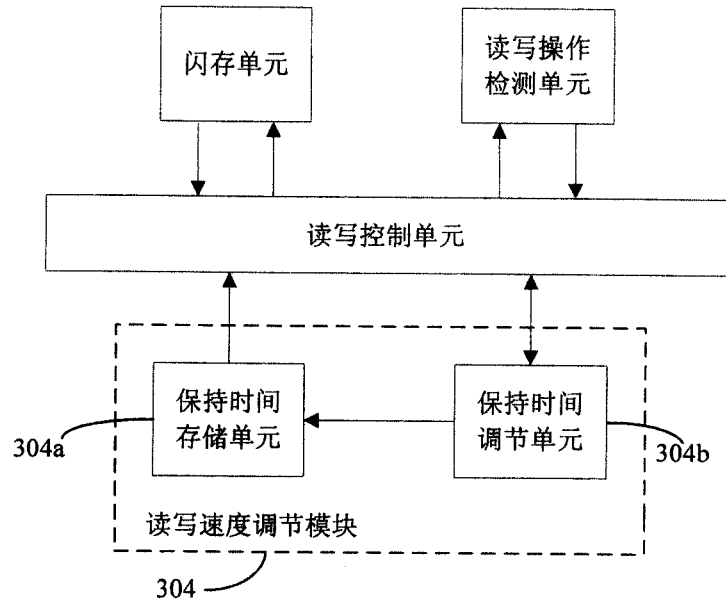 闪存单元
读写操作
检测单元
读写控制单元
保持时间
存储单元
保持时间
调节单元
304a
304b
读写速度调节模块
304